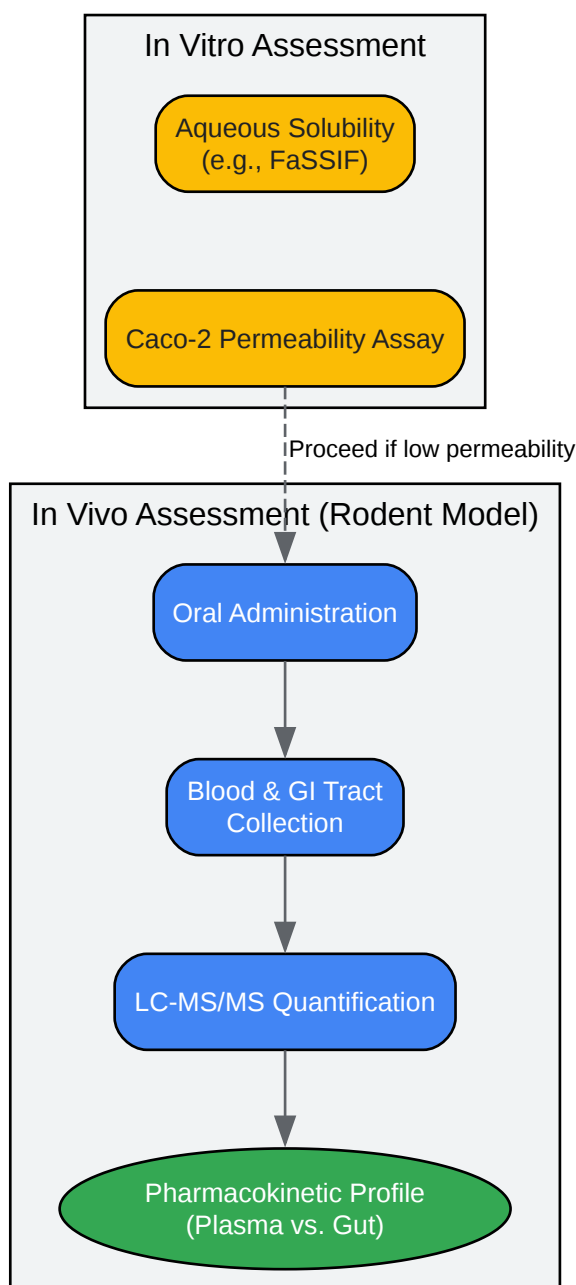 In Vitro Assessment
Aqueous Solubility
(e.g., FaSSIF)
Caco-2 Permeability Assay
Proceed if low permeability
In Vivo Assessment (Rodent Model)
Oral Administration
Blood & GI Tract
Collection
LC-MS/MS Quantification
Pharmacokinetic Profile
(Plasma vs. Gut)